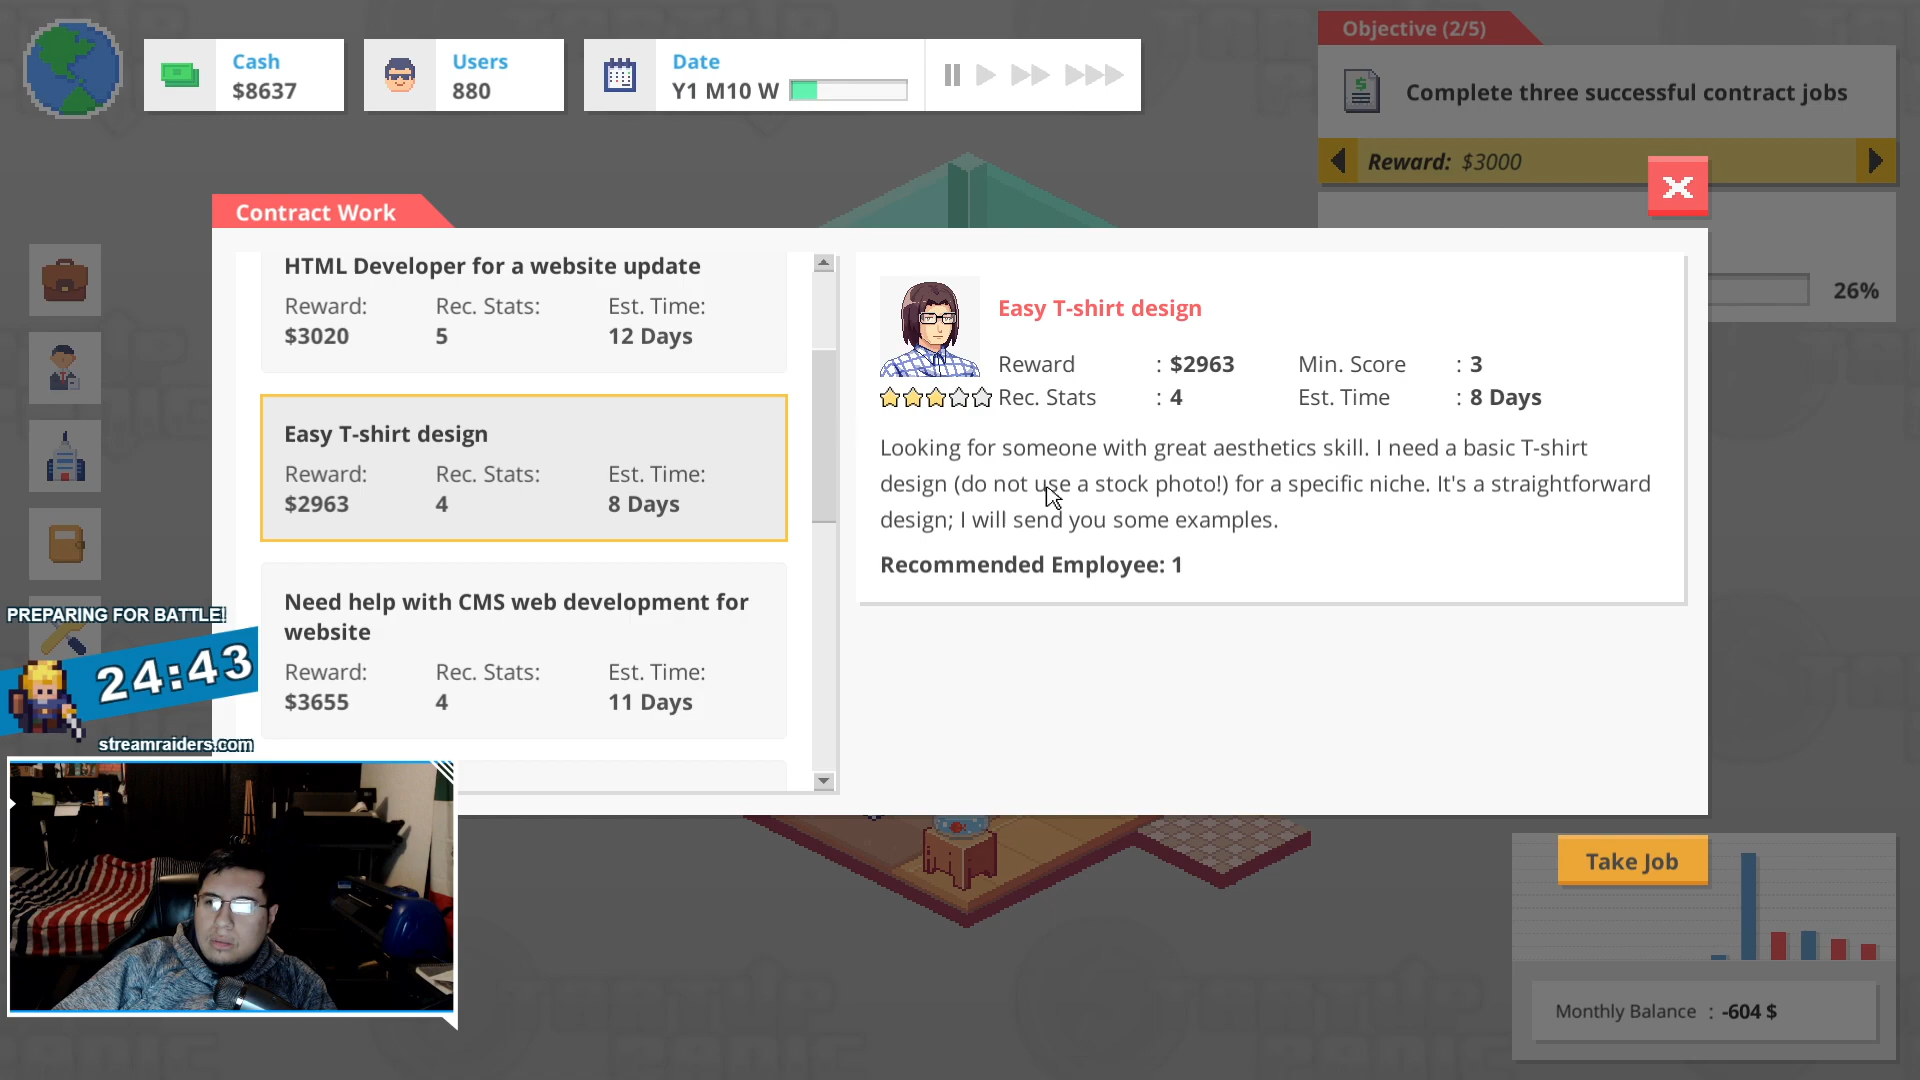 Cash
$8637
Users
880
Date
Y1 M10 W
Objective (2/5)
Complete three successful contract jobs
Reward: $3000
26%
Contract Work
HTML Developer for a website update
Reward: Rec. Stats: Est. Time:
$3020 5 12 Days
Easy T-shirt design
Reward: Rec. Stats: Est. Time:
$2963 4 8 Days
Need help with CMS web development for
website
Reward: Rec. Stats: Est. Time:
$3655 4 11 Days
Easy T-shirt design
Reward : $2963 Min. Score : 3
Rec. Stats : 4 Est. Time : 8 Days
Looking for someone with great aesthetics skill. I need a basic T-shirt
design (do not use a stock photo!) for a specific niche. It's a straightforward
design; I will send you some examples.
Recommended Employee: 1
PREPARING FOR BATTLE!
24:43
streamraiders.com
Take Job
Monthly Balance : -604 $